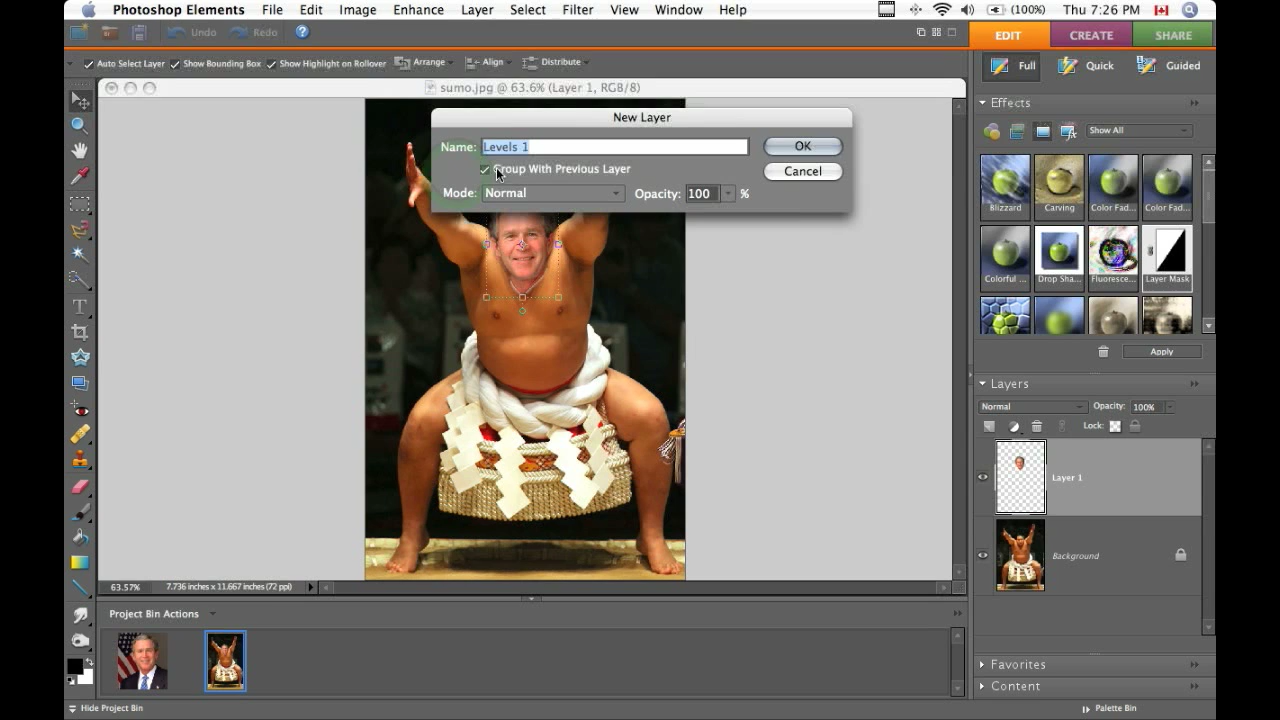 Photoshop Elements File Edit Image Enhance Layer Select Filter View Window Help (100%) Thu 7:26 PM
Undo Redo EDIT CREATE SHARE
Auto Select Layer Show Bounding Box Show Highlight on Rollover Arrange Align Distribute Full Quick Guided
sumo.jpg @ 63.6% (Layer 1, RGB/8)
Effects
New Layer
Show All
Name: Levels 1 OK
Group With Previous Layer Cancel
Mode: Normal Opacity: 100 %
Blizzard Carving Color Fad... Color Fad...
Colorful ... Drop Sha... Fluoresce... Layer Mask
Apply
Layers
Normal Opacity: 100%
Lock:
Layer 1
Background
63.57% 7.736 inches x 11.667 inches (72 ppi)
Project Bin Actions
Favorites
Content
Hide Project Bin Palette Bin